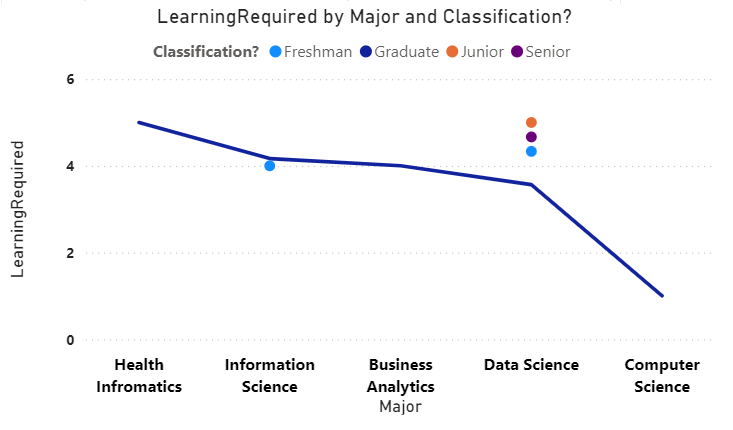 LearningRequired by Major and Classification?
Classification? Freshman Graduate Junior Senior
6
4
2
0
LearningRequired
Health Infromatics
Information Science
Business Analytics
Data Science
Computer Science
Major